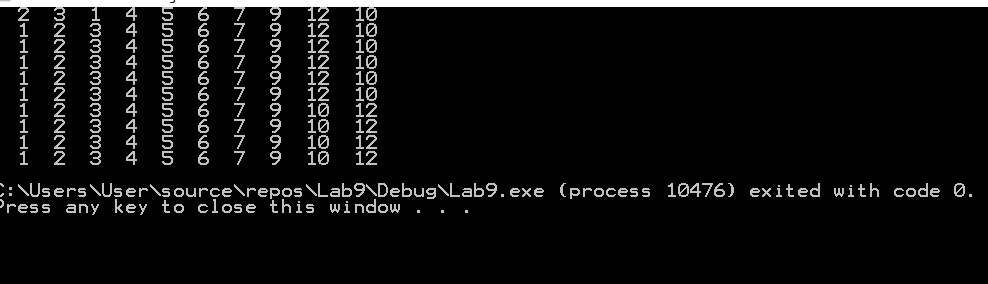 2 3 1 4 5 6 7 9 12 10
1 2 3 4 5 6 7 9 12 10
1 2 3 4 5 6 7 9 12 10
1 2 3 4 5 6 7 9 12 10
1 2 3 4 5 6 7 9 12 10
1 2 3 4 5 6 7 9 12 10
1 2 3 4 5 6 7 9 10 12
1 2 3 4 5 6 7 9 10 12
1 2 3 4 5 6 7 9 10 12
1 2 3 4 5 6 7 9 10 12
C:\Users\User\source\repos\Lab9\Debug\Lab9.exe (process 10476) exited with code 0.
Press any key to close this window . . .